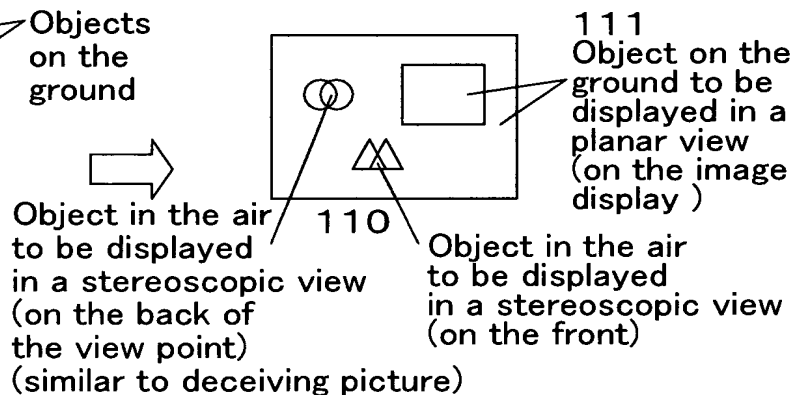 Objects
on the
ground
111
Object on the
ground to be
displayed in a
planar view
(on the image
display )
110
Object in the air
to be displayed
in a stereoscopic view
(on the back of
the view point)
(similar to deceiving picture)
Object in the air
to be displayed
in a stereoscopic view
(on the front)